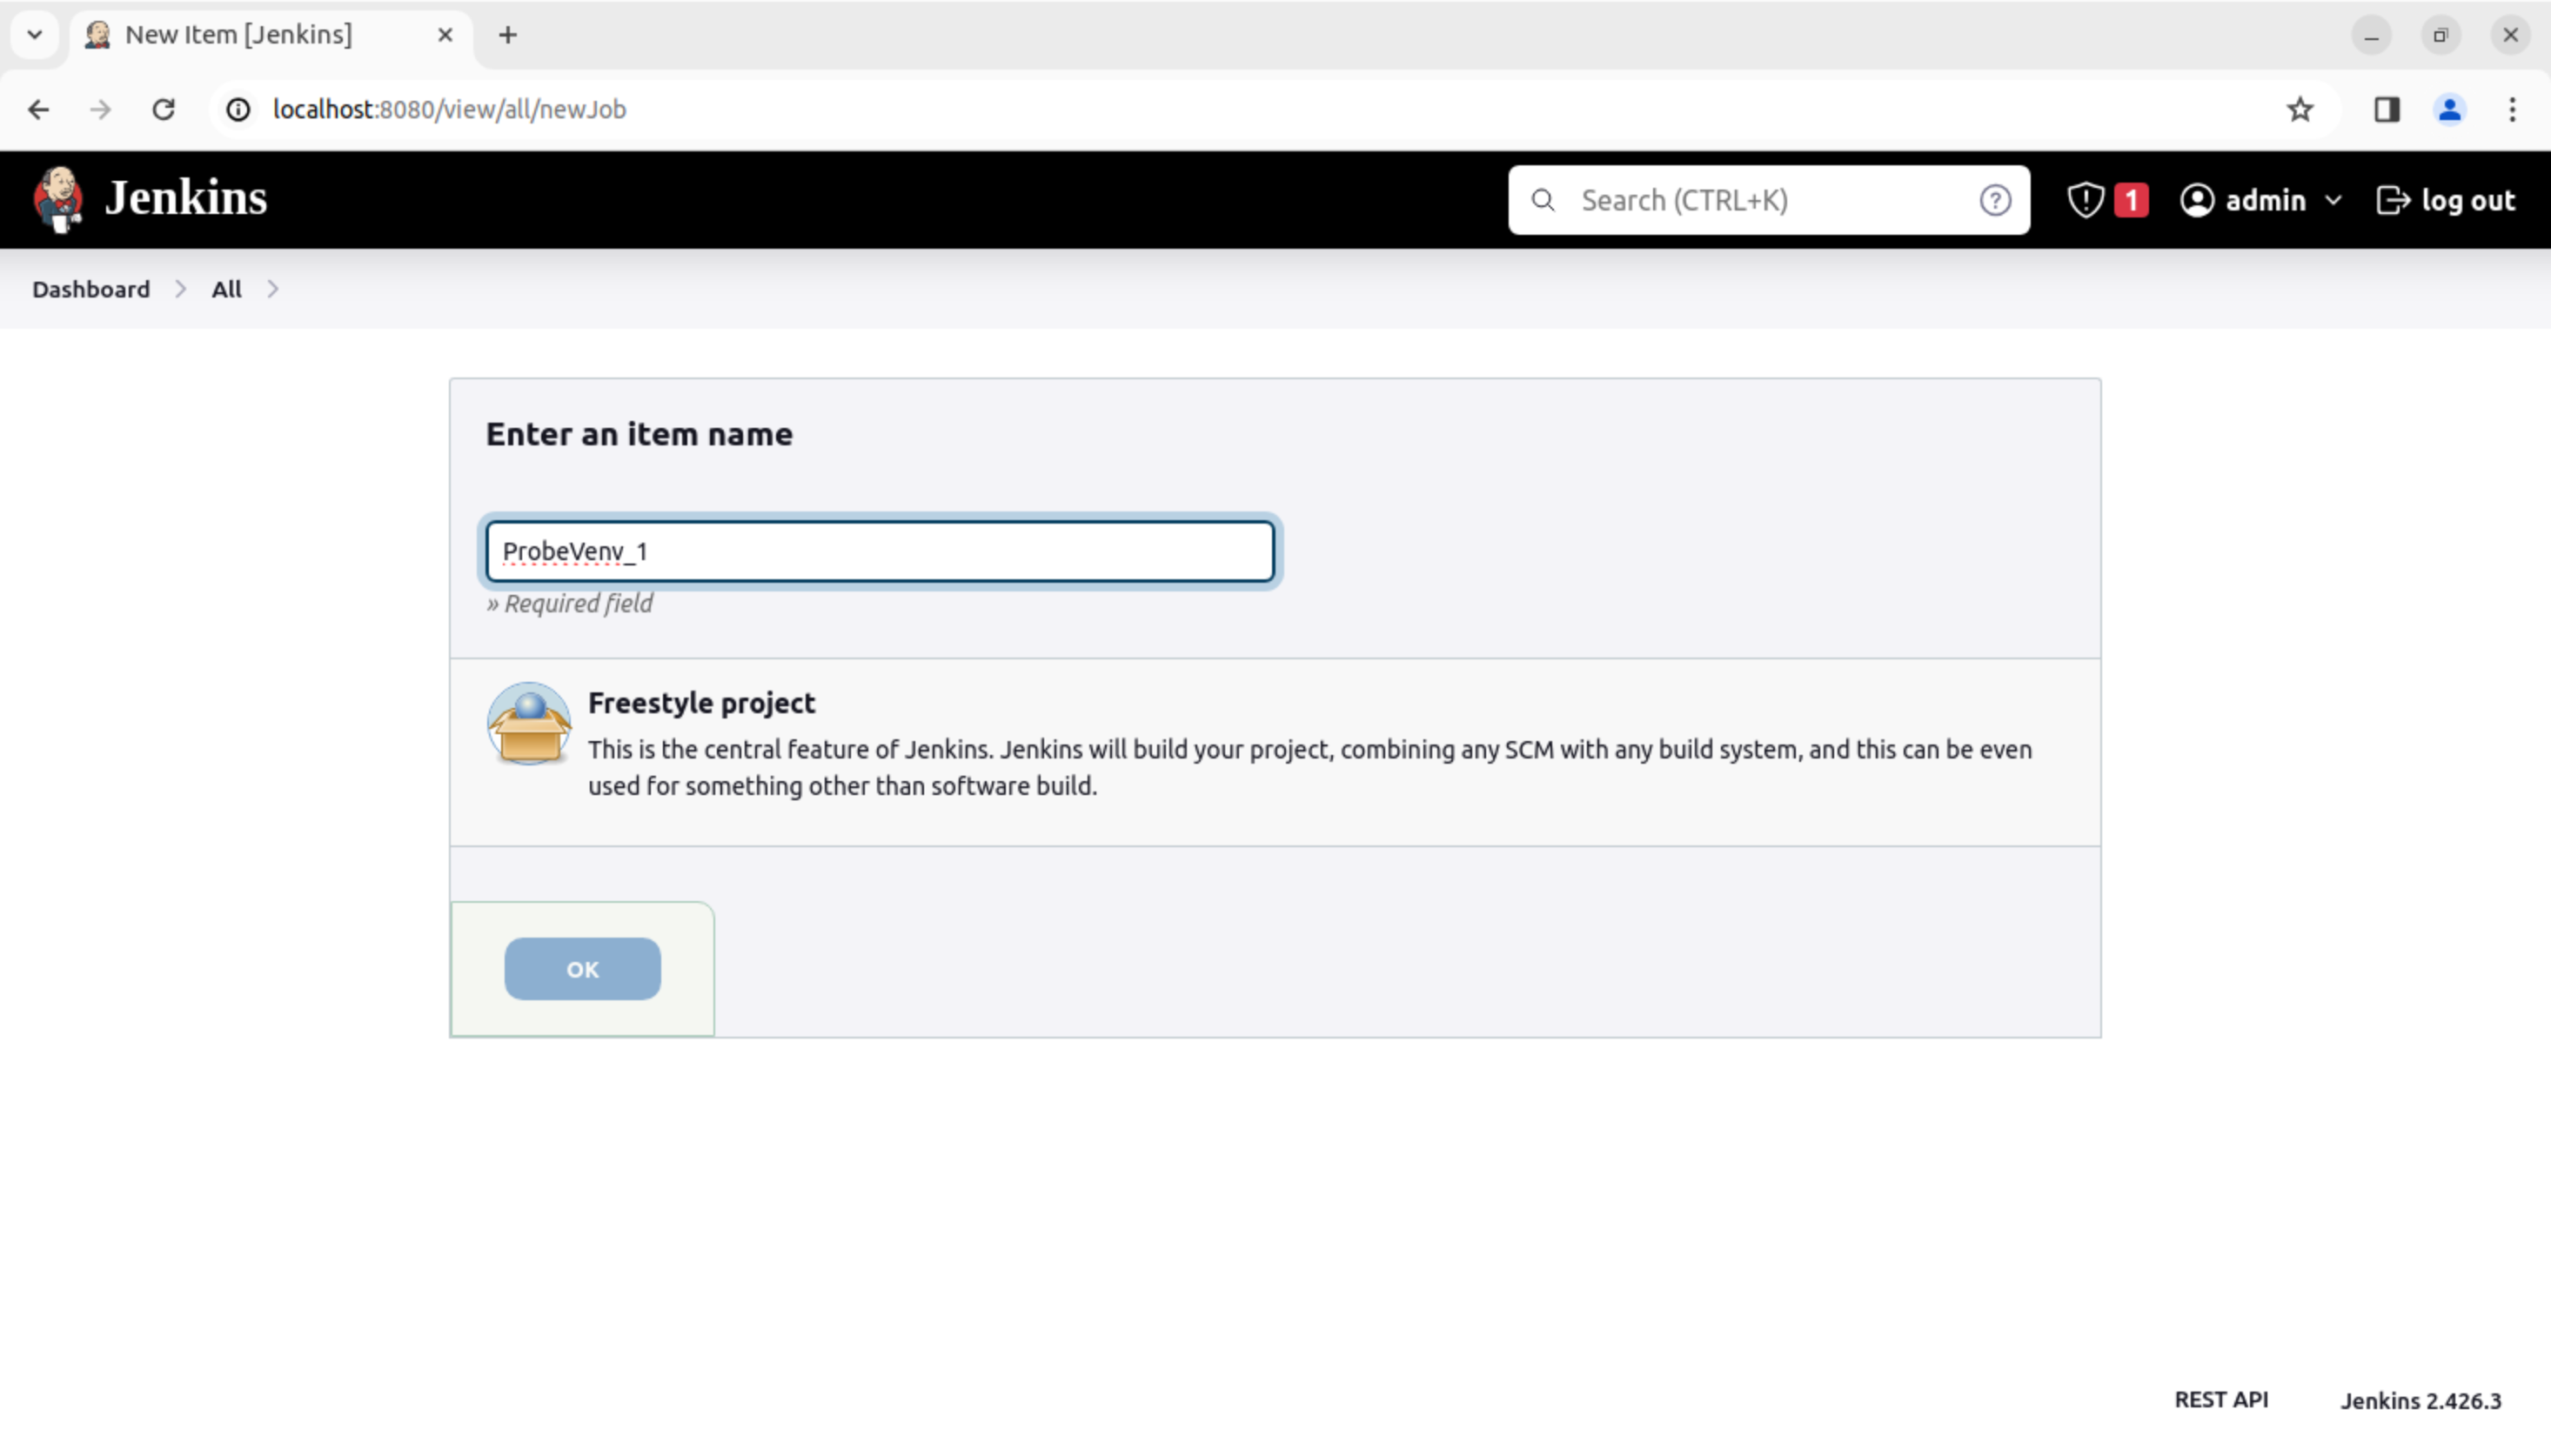 New Item [Jenkins]
localhost:8080/view/all/newJob
Jenkins
Search (CTRL+K)
1
admin
log out
Dashboard
All
Enter an item name
ProbeVenv_1
» Required field
Freestyle project
This is the central feature of Jenkins. Jenkins will build your project, combining any SCM with any build system, and this can be even
used for something other than software build.
OK
REST API
Jenkins 2.426.3